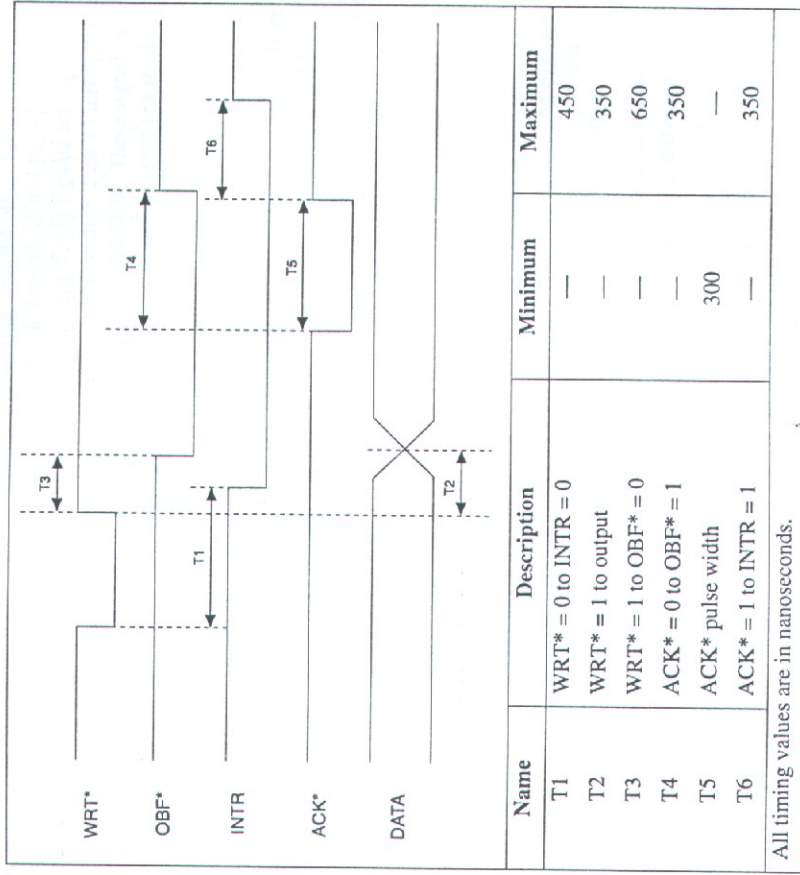 WRT*
T3
OBF*
T4
INTR
T1
T6
ACK*
T5
DATA
T2
Name Description Minimum Maximum
T1 WRT* = 0 to INTR = 0 — 450
T2 WRT* = 1 to output — 350
T3 WRT* = 1 to OBF* = 0 — 650
T4 ACK* = 0 to OBF* = 1 — 350
T5 ACK* pulse width 300 —
T6 ACK* = 1 to INTR = 1 — 350
All timing values are in nanoseconds.